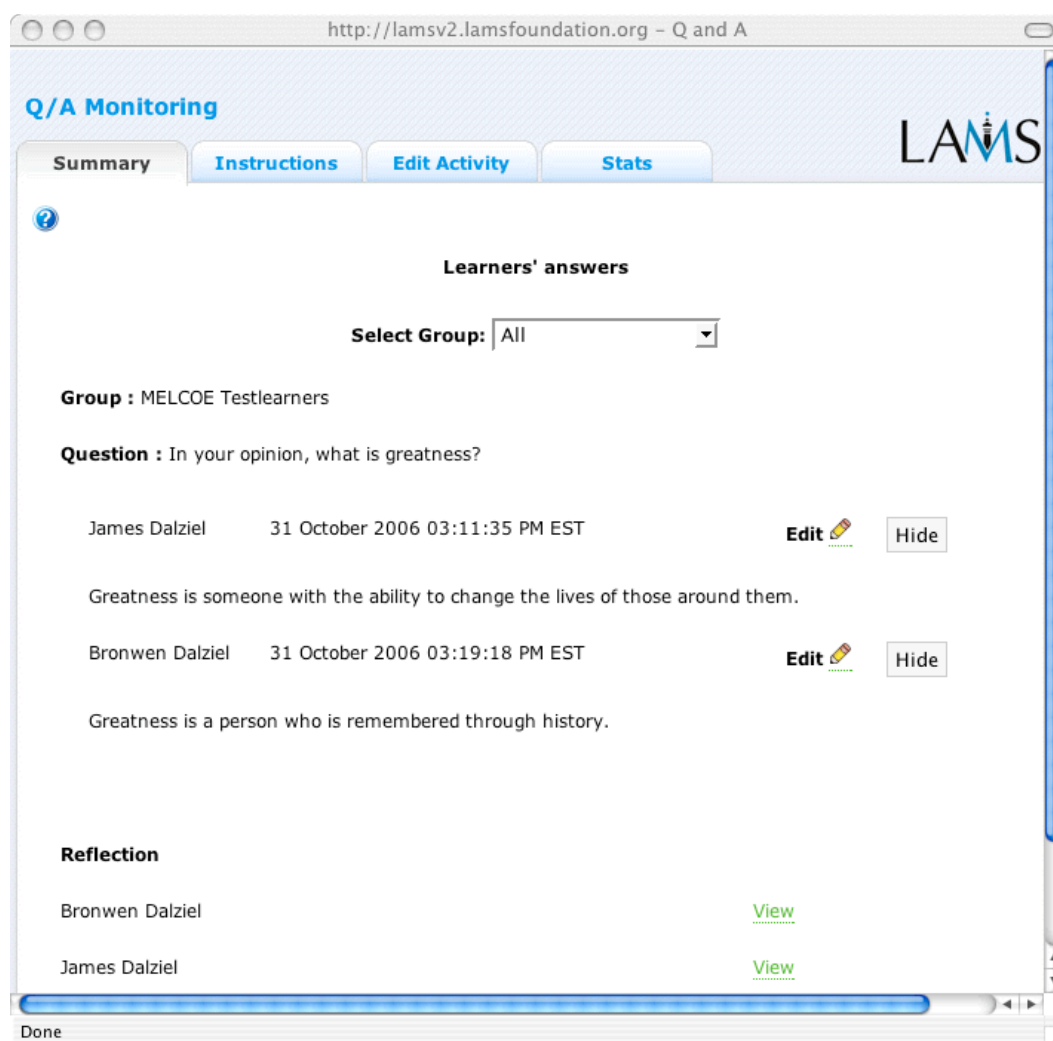 http://lamsv2.lamsfoundation.org – Q and A
Q/A Monitoring
LAMS
Summary Instructions Edit Activity Stats
?
Learners' answers
Select Group: All
Group : MELCOE Testlearners
Question : In your opinion, what is greatness?
James Dalziel 31 October 2006 03:11:35 PM EST Edit Hide
Greatness is someone with the ability to change the lives of those around them.
Bronwen Dalziel 31 October 2006 03:19:18 PM EST Edit Hide
Greatness is a person who is remembered through history.
Reflection
Bronwen Dalziel View
James Dalziel View
Done